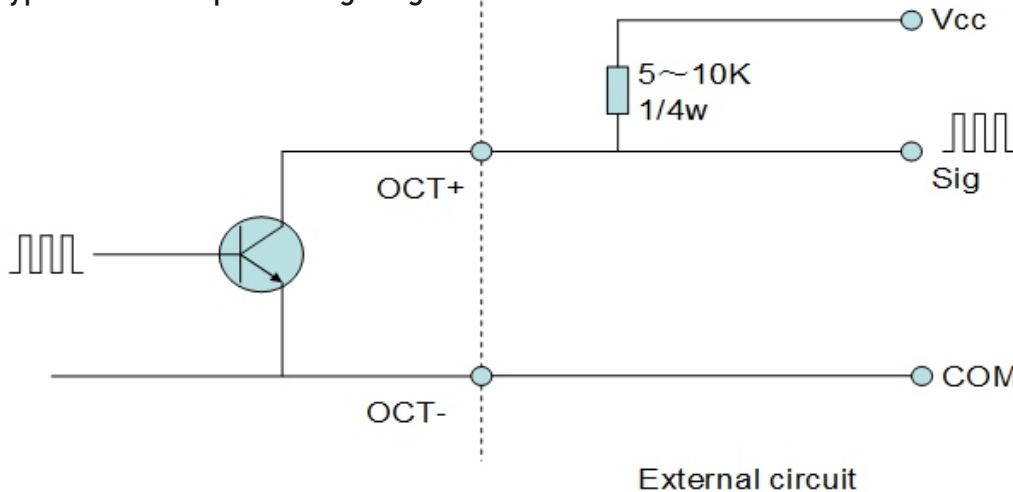 Vcc
5~10K
1/4w
OCT+
Sig
COM
OCT-
External circuit